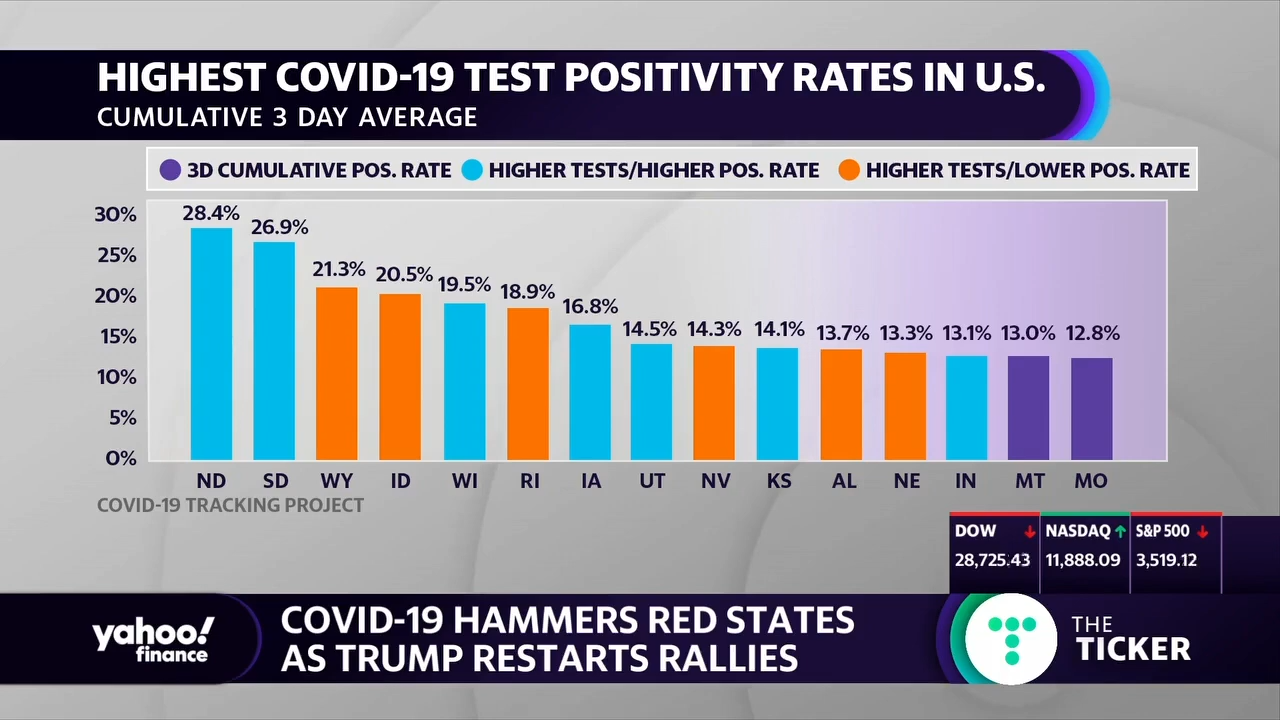 HIGHEST COVID-19 TEST POSITIVITY RATES IN U.S.
CUMULATIVE 3 DAY AVERAGE
3D CUMULATIVE POS. RATE HIGHER TESTS/HIGHER POS. RATE HIGHER TESTS/LOWER POS. RATE
30%
25%
20%
15%
10%
5%
0%
28.4% 26.9% 21.3% 20.5% 19.5% 18.9% 16.8% 14.5% 14.3% 14.1% 13.7% 13.3% 13.1% 13.0% 12.8%
ND SD WY ID WI RI IA UT NV KS AL NE IN MT MO
COVID-19 TRACKING PROJECT
DOW NASDAQ S&P 500
28,725.43 11,888.09 3,519.12
yahoo!
finance
COVID-19 HAMMERS RED STATES
AS TRUMP RESTARTS RALLIES
THE
TICKER